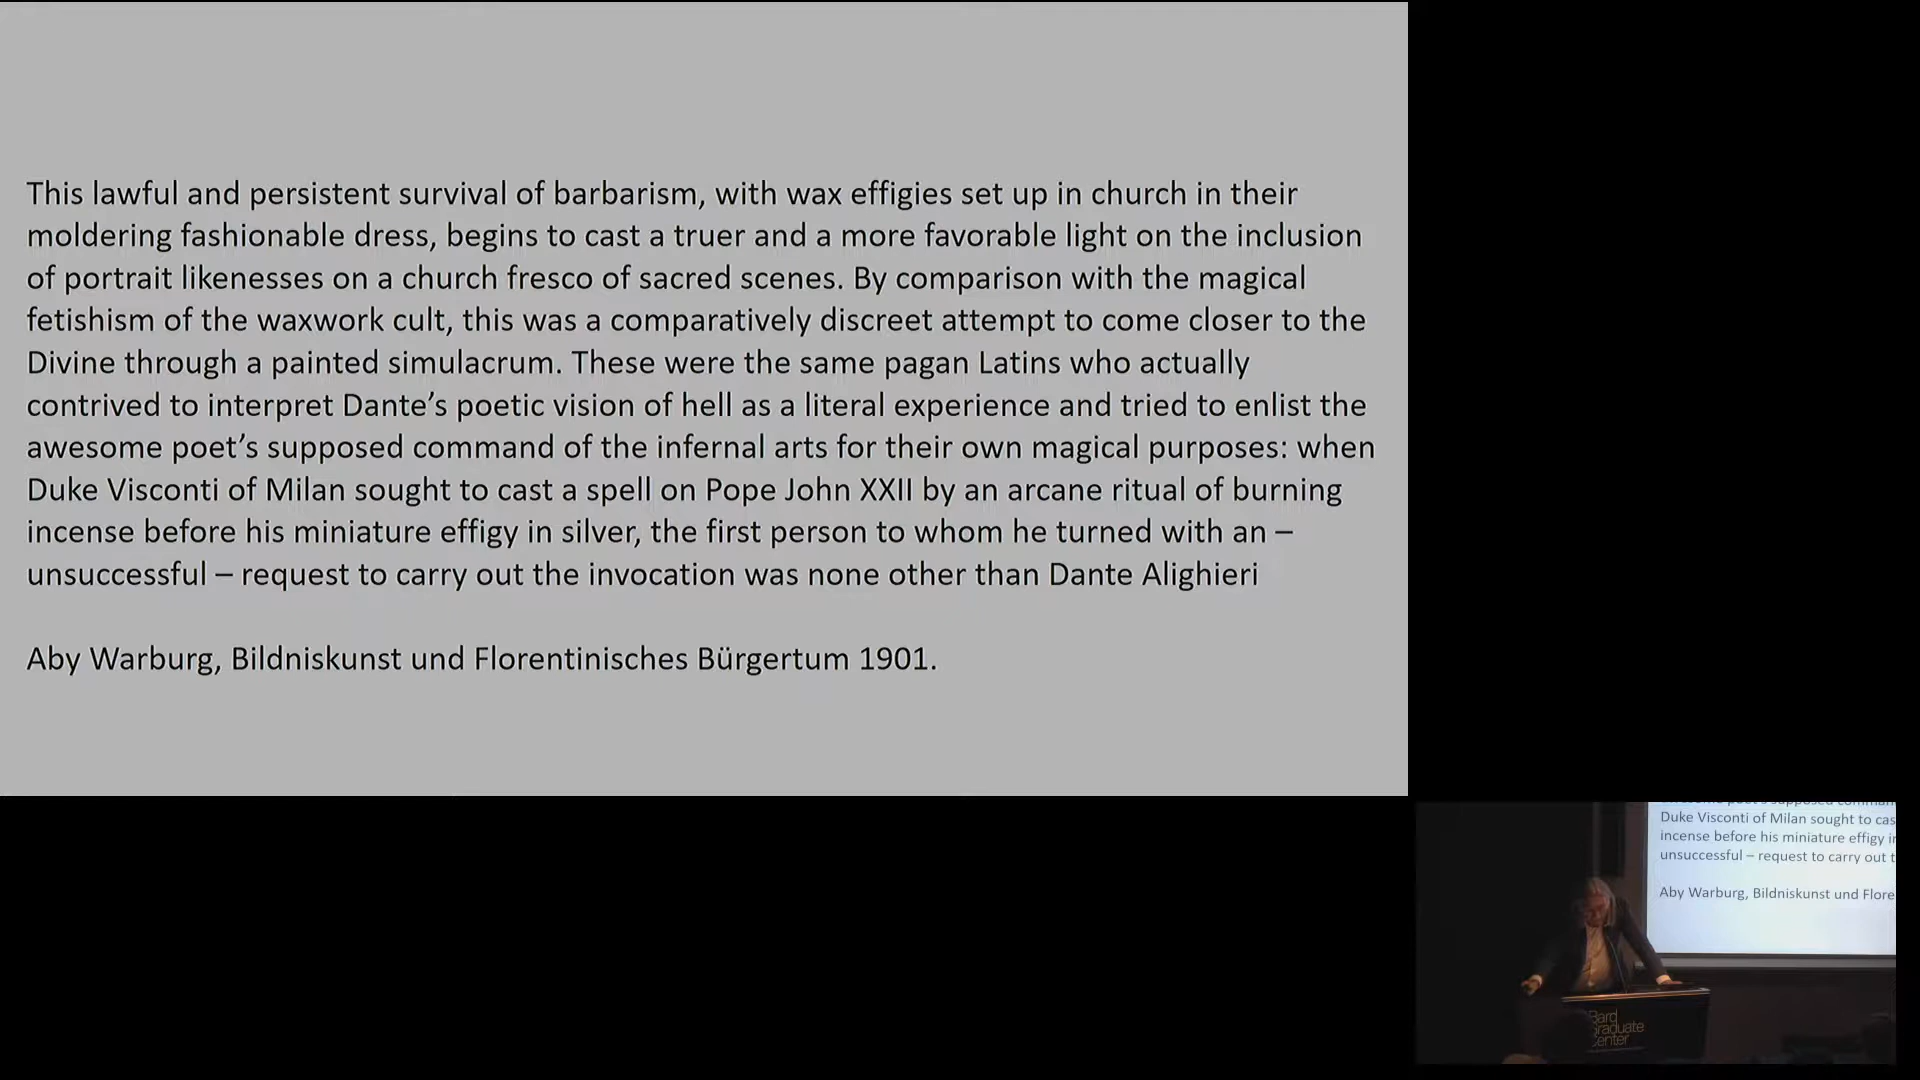 This lawful and persistent survival of barbarism, with wax effigies set up in church in their
moldering fashionable dress, begins to cast a truer and a more favorable light on the inclusion
of portrait likenesses on a church fresco of sacred scenes. By comparison with the magical
fetishism of the waxwork cult, this was a comparatively discreet attempt to come closer to the
Divine through a painted simulacrum. These were the same pagan Latins who actually
contrived to interpret Dante’s poetic vision of hell as a literal experience and tried to enlist the
awesome poet’s supposed command of the infernal arts for their own magical purposes: when
Duke Visconti of Milan sought to cast a spell on Pope John XXII by an arcane ritual of burning
incense before his miniature effigy in silver, the first person to whom he turned with an –
unsuccessful – request to carry out the invocation was none other than Dante Alighieri
Aby Warburg, Bildniskunst und Florentinisches Bürgertum 1901.
Duke Visconti of Milan sought to cas
incense before his miniature effigy in
unsuccessful – request to carry out t
Aby Warburg, Bildniskunst und Flore
Bard
Graduate
Center